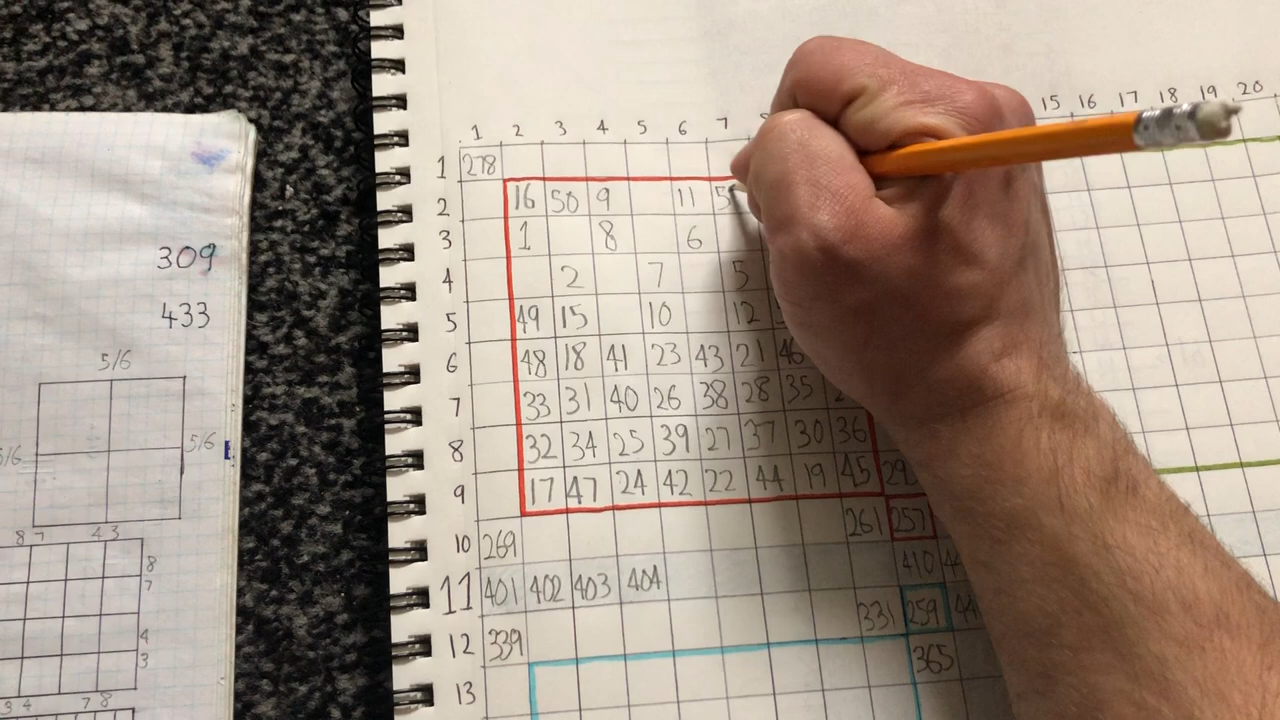 309
433
5/6
5/6
8 7 4 3
8
7
4
3
3 4 7 8
1 2 3 4 5 6 7 15 16 17 18 19 20
1 278
2 16 50 9 11
3 1 8 6
4 2 7 5
5 49 15 10 12
6 48 18 41 23 43 21 46
7 33 31 40 26 38 28 35
8 32 34 25 39 27 37 30 36
9 17 47 24 42 22 44 19 45
10 269 261 257
11 401 402 403 404 410
12 339 331 259
13 365